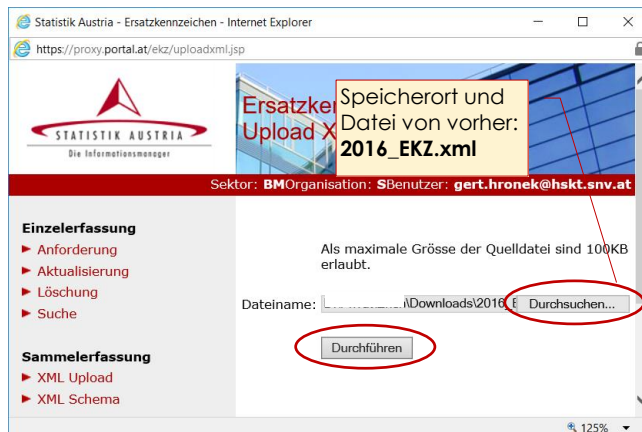 Statistik Austria - Ersatzkennzeichen - Internet Explorer
https://proxy.portal.at/ekz/uploadxml.jsp
STATISTIK AUSTRIA
Die Informationsmanager
Upload X
Speicherort und
Datei von vorher:
2016_EKZ.xml
Sektor: BMOrganisation: SBenutzer: gert.hronek@hskt.snv.at
Einzelerfassung
Anforderung
Aktualisierung
Löschung
Suche
Sammelerfassung
XML Upload
XML Schema
Als maximale Grösse der Quelldatei sind 100KB
erlaubt.
Dateiname: \Downloads\2016_E Durchsuchen...
Durchführen
125%